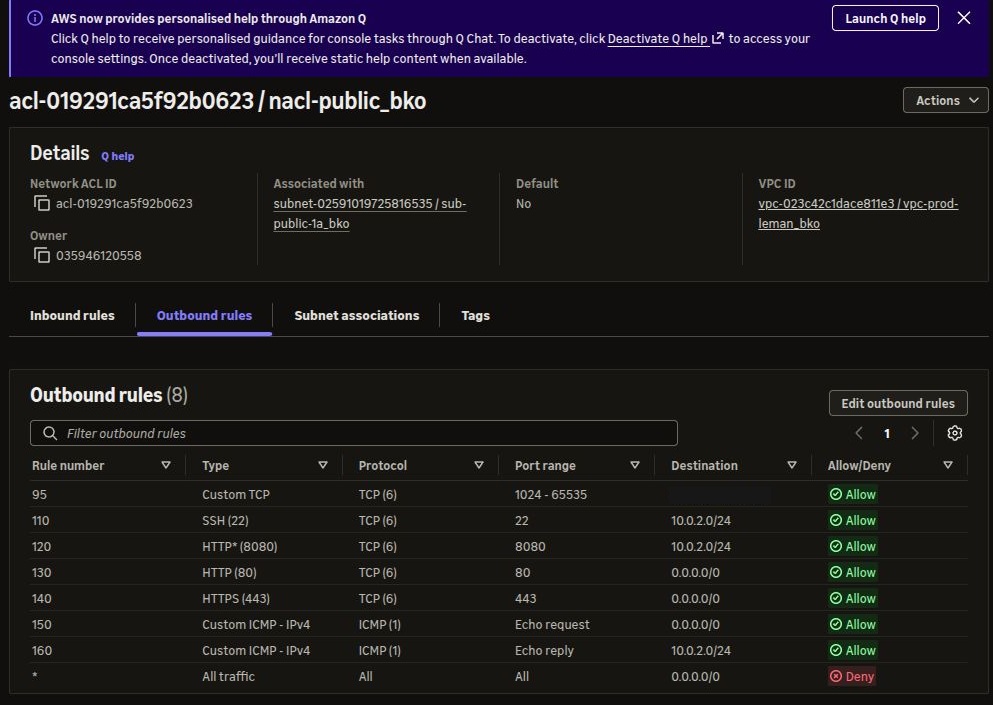 AWS now provides personalised help through Amazon Q
Launch Q help
Click Q help to receive personalised guidance for console tasks through Q Chat. To deactivate, click Deactivate Q help to access your
console settings. Once deactivated, you'll receive static help content when available.
acl-019291ca5f92b0623 / nacl-public_bko
Actions
Details Q help
Network ACL ID
acl-019291ca5f92b0623
Owner
035946120558
Associated with
subnet-02591019725816535 / sub-
public-1a_bko
Default
No
VPC ID
vpc-023c42c1dace811e3 / vpc-prod-
leman_bko
Inbound rules Outbound rules Subnet associations Tags
Outbound rules (8)
Edit outbound rules
Filter outbound rules
1
Rule number Type Protocol Port range Destination Allow/Deny
95 Custom TCP TCP (6) 1024 - 65535 Allow
110 SSH (22) TCP (6) 22 10.0.2.0/24 Allow
120 HTTP* (8080) TCP (6) 8080 10.0.2.0/24 Allow
130 HTTP (80) TCP (6) 80 0.0.0.0/0 Allow
140 HTTPS (443) TCP (6) 443 0.0.0.0/0 Allow
150 Custom ICMP - IPv4 ICMP (1) Echo request 0.0.0.0/0 Allow
160 Custom ICMP - IPv4 ICMP (1) Echo reply 10.0.2.0/24 Allow
* All traffic All All 0.0.0.0/0 Deny